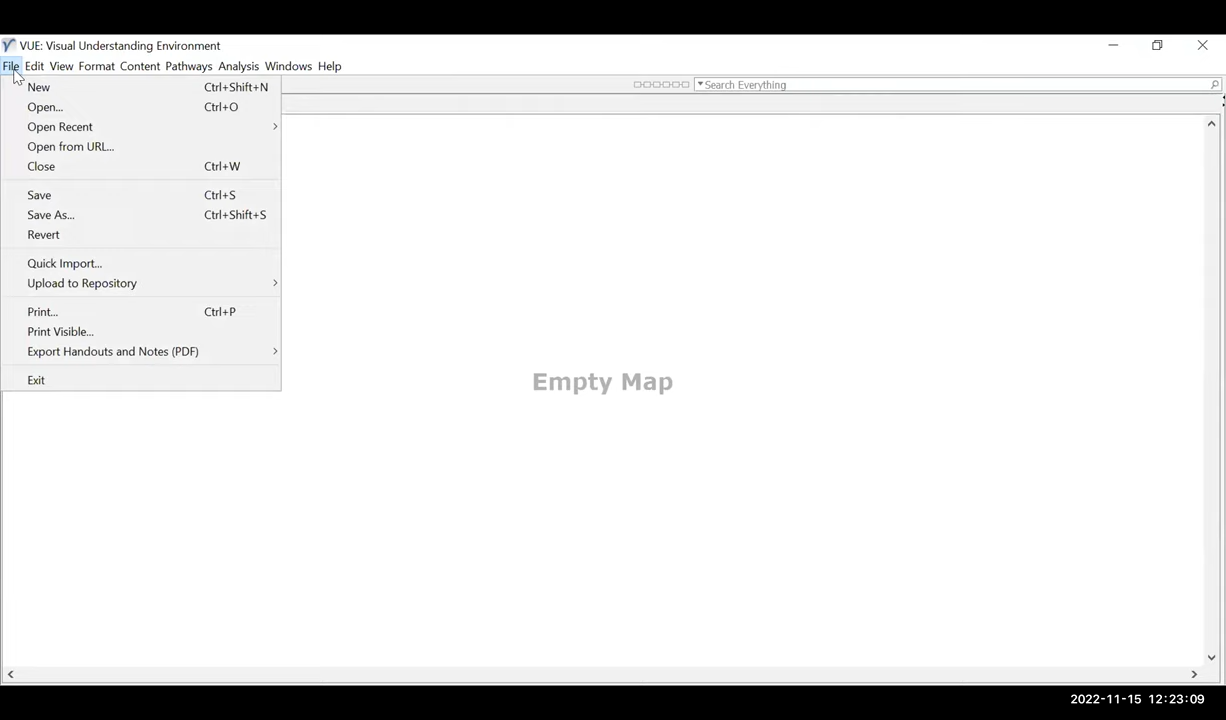 VUE: Visual Understanding Environment
File Edit View Format Content Pathways Analysis Windows Help
New Ctrl+Shift+N
Search Everything
Open... Ctrl+O
Open Recent
Open from URL...
Close Ctrl+W
Save Ctrl+S
Save As... Ctrl+Shift+S
Revert
Quick Import...
Upload to Repository
Print... Ctrl+P
Print Visible...
Export Handouts and Notes (PDF)
Exit
Empty Map
2022-11-15 12:23:09